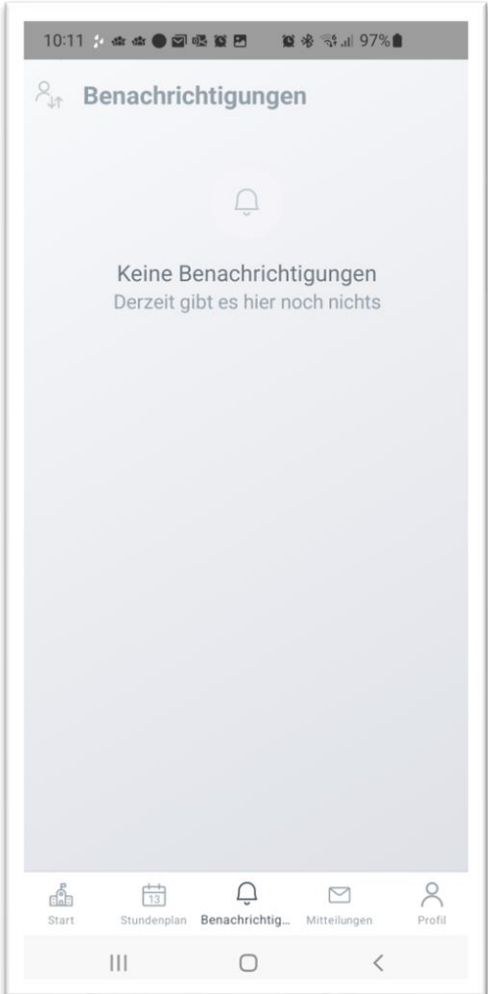 10:11 97%
Benachrichtigungen
Keine Benachrichtigungen
Derzeit gibt es hier noch nichts
13
Start Stundenplan Benachrichtig... Mitteilungen Profil